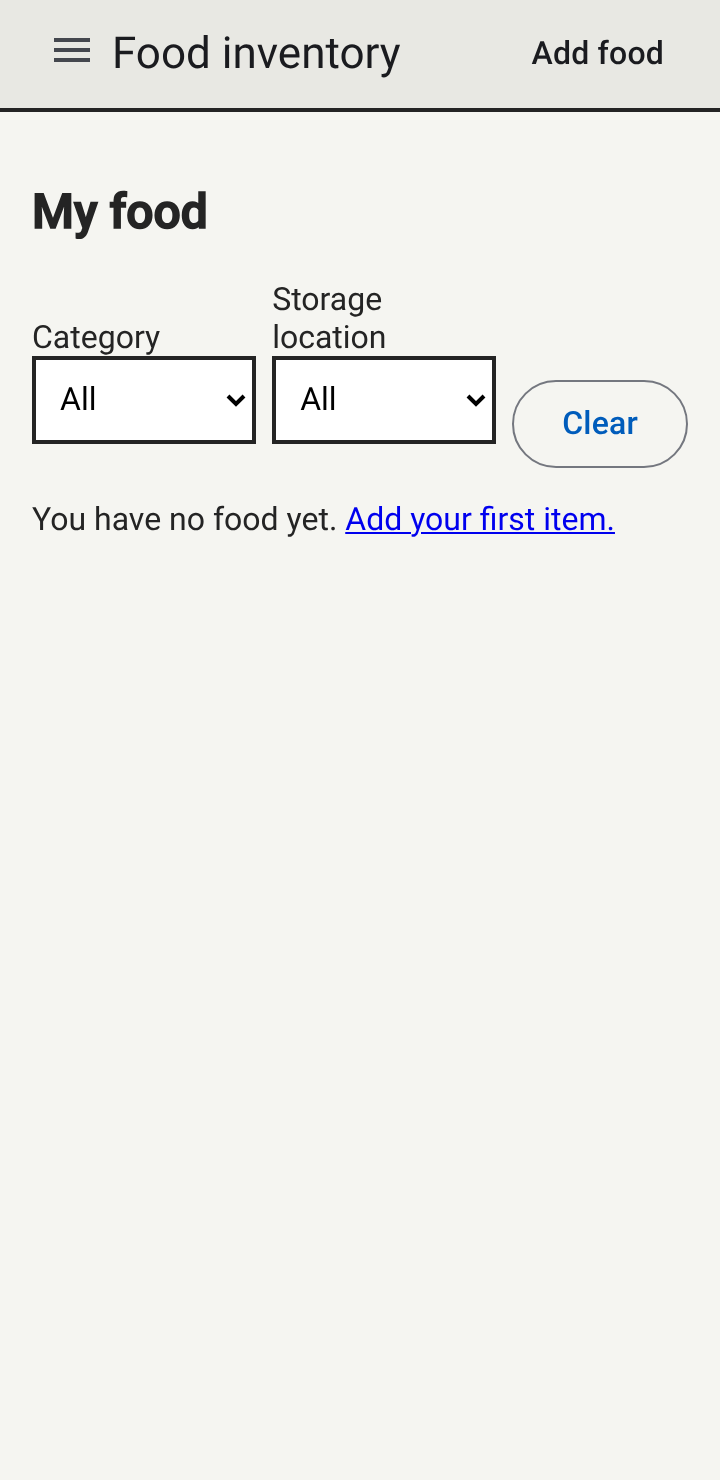 Food inventory
Add food
My food
Category
Storage
location
All
All
Clear
You have no food yet. Add your first item.